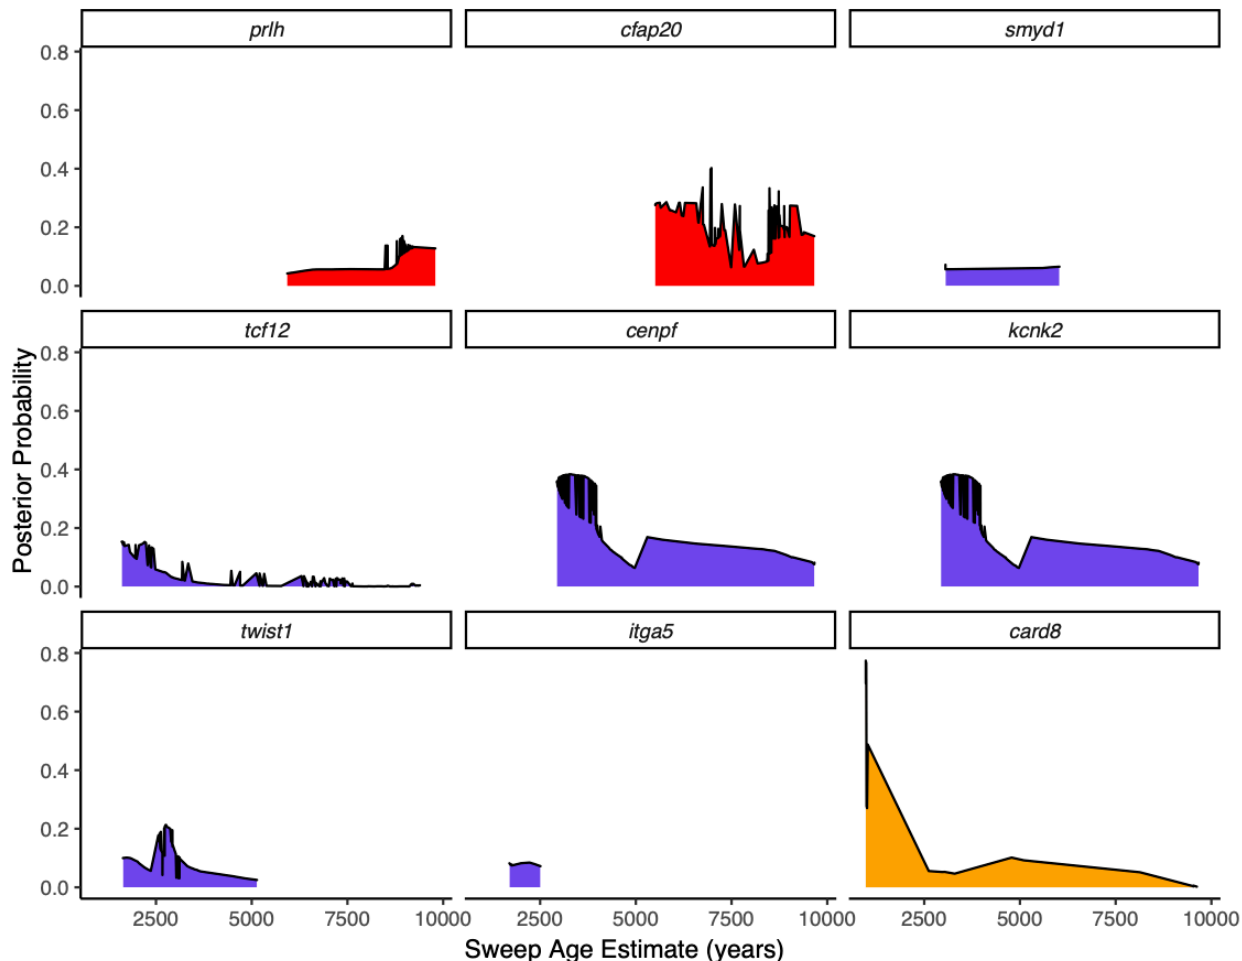 prlh cfap20 smyd1
0.8
0.6
0.4
0.2
0.0
tcf12 cenpf kcnk2
0.8
0.6
0.4
0.2
0.0
Posterior Probability
twist1 itga5 card8
0.8
0.6
0.4
0.2
0.0
2500 5000 7500 10000 2500 5000 7500 10000 2500 5000 7500 10000
Sweep Age Estimate (years)